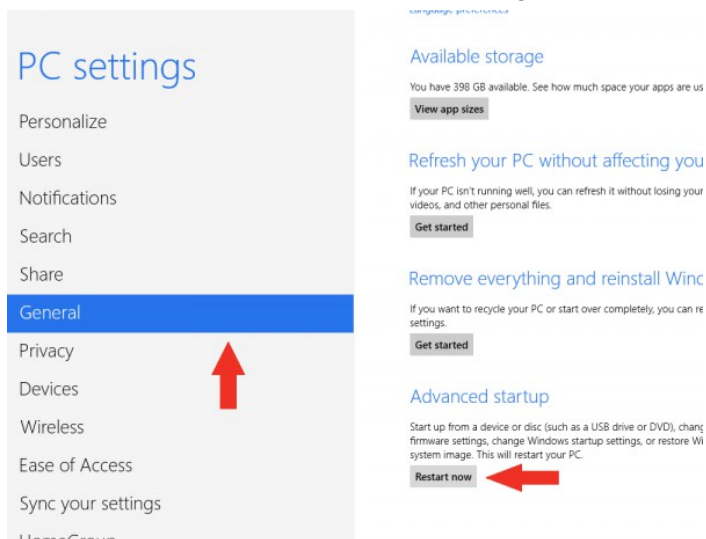 PC settings
Personalize
Users
Notifications
Search
Share
General
Privacy
Devices
Wireless
Ease of Access
Sync your settings
HomeGroup
Language preferences
Available storage
You have 398 GB available. See how much space your apps are us
View app sizes
Refresh your PC without affecting you
If your PC isn't running well, you can refresh it without losing your
videos, and other personal files.
Get started
Remove everything and reinstall Wind
If you want to recycle your PC or start over completely, you can re
settings.
Get started
Advanced startup
Start up from a device or disc (such as a USB drive or DVD), chang
firmware settings, change Windows startup settings, or restore Wi
system image. This will restart your PC.
Restart now